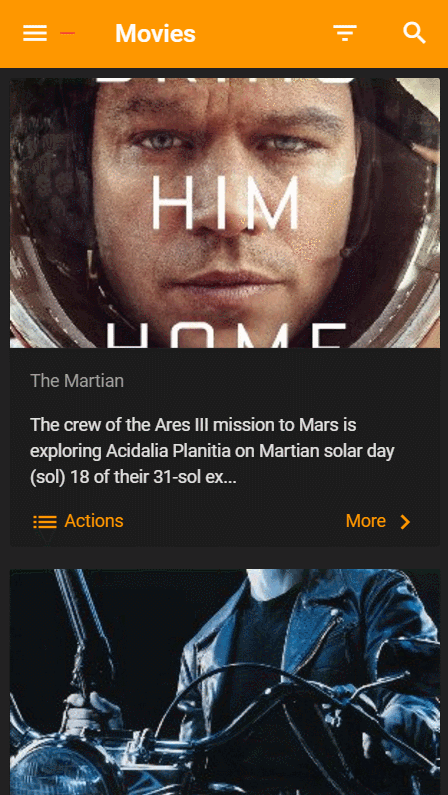 Movies
HIM
HOME
The Martian
The crew of the Ares III mission to Mars is
exploring Acidalia Planitia on Martian solar day
(sol) 18 of their 31-sol ex...
Actions
More